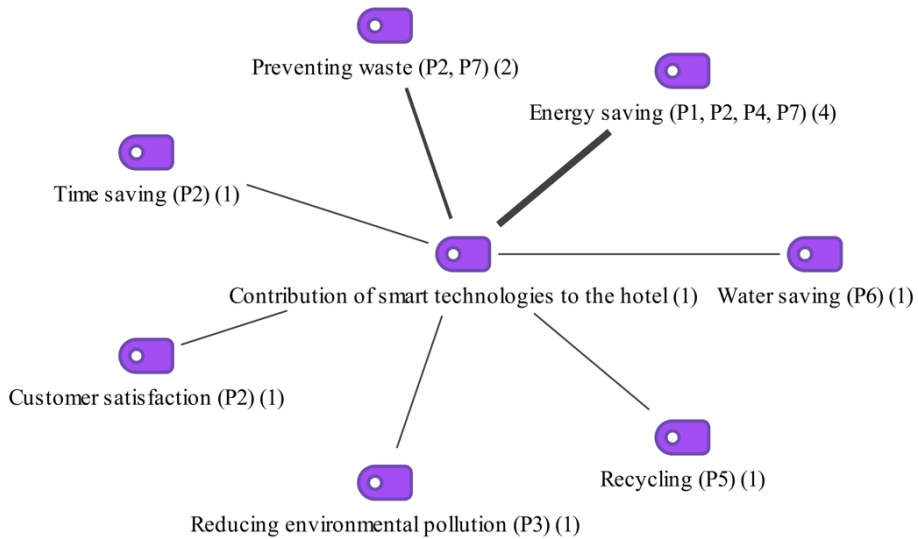 Preventing waste (P2, P7) (2)
Energy saving (P1, P2, P4, P7) (4)
Time saving (P2) (1)
Contribution of smart technologies to the hotel (1)
Water saving (P6) (1)
Customer satisfaction (P2) (1)
Recycling (P5) (1)
Reducing environmental pollution (P3) (1)